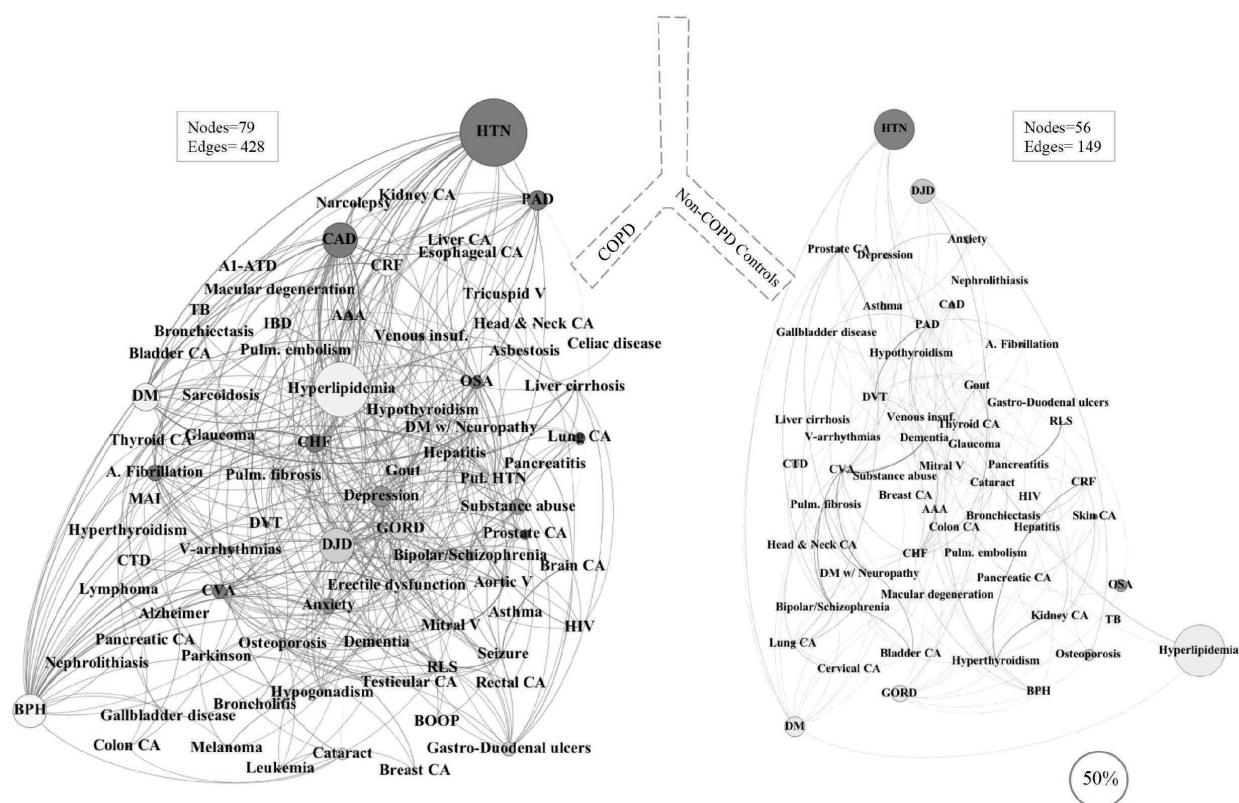 Nodes=79
Edges= 428
HTN
Kidney CA
Narcolepsy
PAD
CAD
Liver CA
Esophageal CA
A1-ATD
CRF
Macular degeneration
Tricuspid V
TB
AAA
IBD
Head & Neck CA
Bronchiectasis
Venous insuf.
Celiac disease
Bladder CA
Pulm. embolism
Asbestosis
OSA
Hyperlipidemia
Liver cirrhosis
DM
Sarcoidosis
Hypothyroidism
DM w/ Neuropathy
Thyroid CA
Glaucoma
CHF
Lung CA
Hepatitis
A. Fibrillation
Pulm. fibrosis
Gout
Pancreatitis
Pul. HTN
MAI
Depression
Substance abuse
Hyperthyroidism
DVT
GORD
Prostate CA
DJD
V-arrhythmias
Bipolar/Schizophrenia
CTD
Brain CA
Lymphoma
CVA
Erectile dysfunction
Aortic V
Alzheimer
Anxiety
Asthma
Mitral V
HIV
Pancreatic CA
Osteoporosis
Dementia
Nephrolithiasis
Parkinson
Seizure
RLS
Testicular CA
Rectal CA
Hypogonadism
BPH
Broncholitis
Gallbladder disease
BOOP
Colon CA
Melanoma
Cataract
Gastro-Duodenal ulcers
Leukemia
Breast CA
COPD
Non-COPD Controls
Nodes=56
Edges= 149
HTN
DJD
Anxiety
Prostate CA
Depression
Nephrolithiasis
Asthma
CAD
PAD
Gallbladder disease
A. Fibrillation
Hypothyroidism
Gout
DVT
Gastro-Duodenal ulcers
Liver cirrhosis
Venous insuf.
Thyroid CA
RLS
V-arrhythmias
Dementia
Glaucoma
CTD
CVA
Mitral V
Pancreatitis
Substance abuse
Cataract
CRF
Breast CA
HIV
Pulm. fibrosis
AAA
Bronchiectasis
Skin CA
Colon CA
Hepatitis
Head & Neck CA
CHF
Pulm. embolism
DM w/ Neuropathy
Pancreatic CA
OSA
Macular degeneration
Bipolar/Schizophrenia
Kidney CA
TB
Lung CA
Bladder CA
Hyperthyroidism
Osteoporosis
Hyperlipidemia
Cervical CA
GORD
BPH
DM
50%